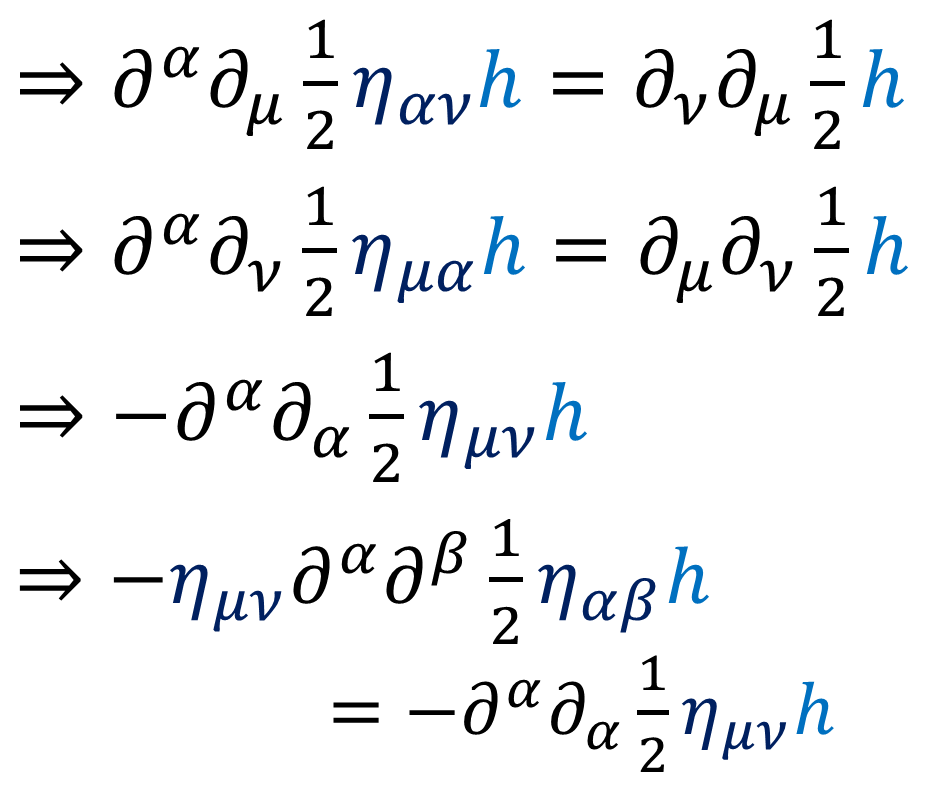 ⇒ ∂^α ∂_μ 1/2 η_αν h = ∂_ν ∂_μ 1/2 h
⇒ ∂^α ∂_ν 1/2 η_μα h = ∂_μ ∂_ν 1/2 h
⇒ −∂^α ∂_α 1/2 η_μν h
⇒ −η_μν ∂^α ∂^β 1/2 η_αβ h
= −∂^α ∂_α 1/2 η_μν h